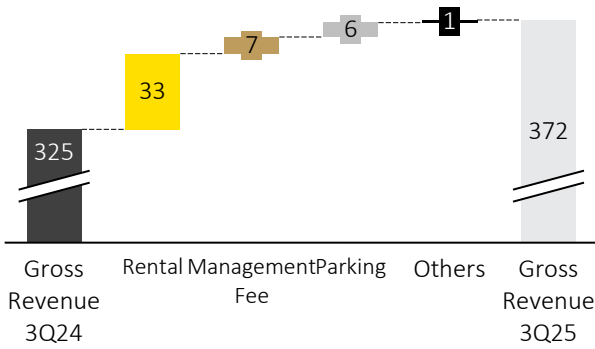 325
33
7
6
1
372
Gross
Revenue
3Q24
Rental
Management
Fee
Parking
Others
Gross
Revenue
3Q25